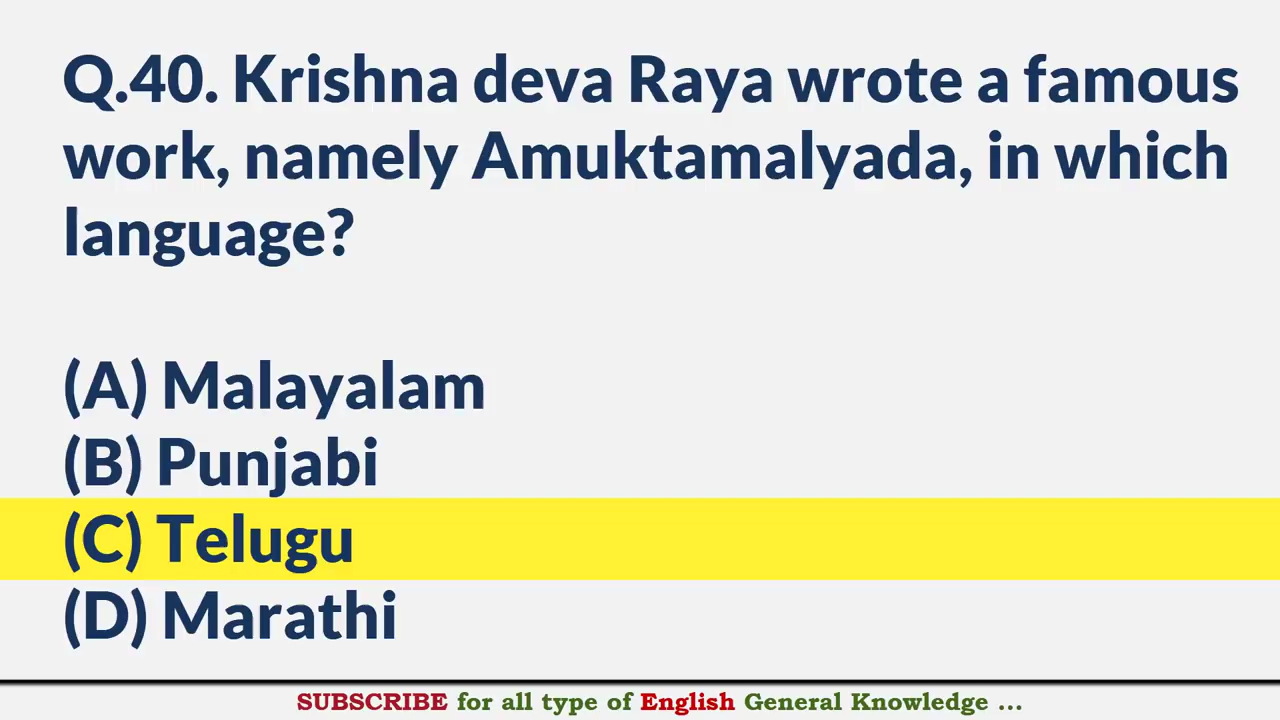 Q.40. Krishna deva Raya wrote a famous
work, namely Amuktamalyada, in which
language?
(A) Malayalam
(B) Punjabi
(C) Telugu
(D) Marathi
SUBSCRIBE for all type of English General Knowledge ...